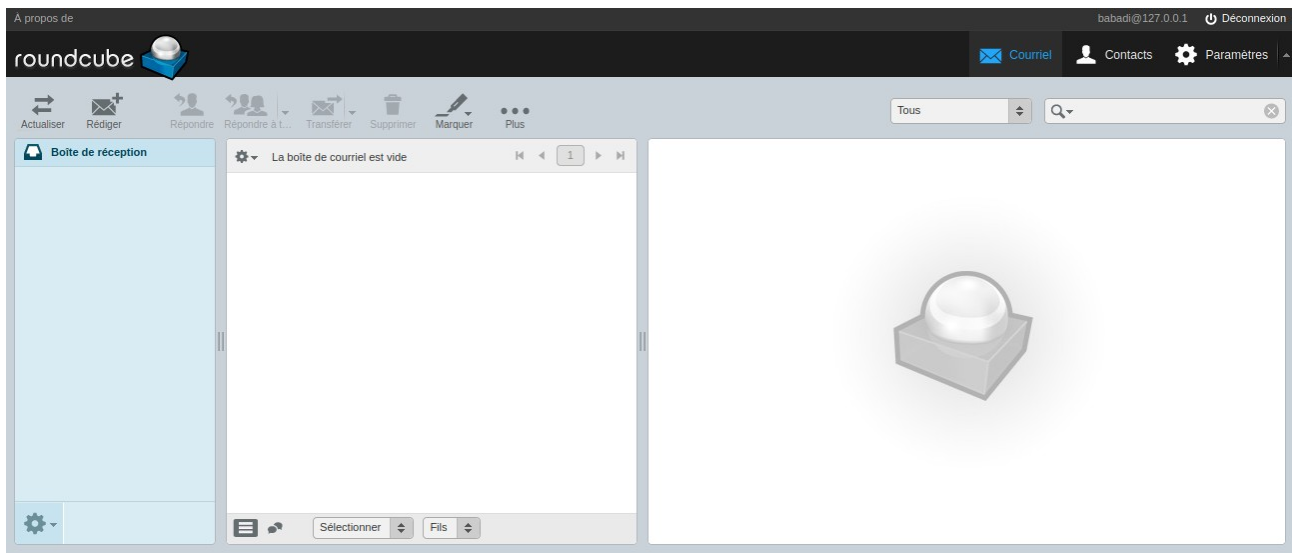 À propos de babadi@127.0.0.1 Déconnexion
roundcube Courriel Contacts Paramètres
Actualiser Rédiger Répondre Répondre à t... Transférer Supprimer Marquer Plus Tous
Boîte de réception La boîte de courriel est vide 1
Sélectionner Fils